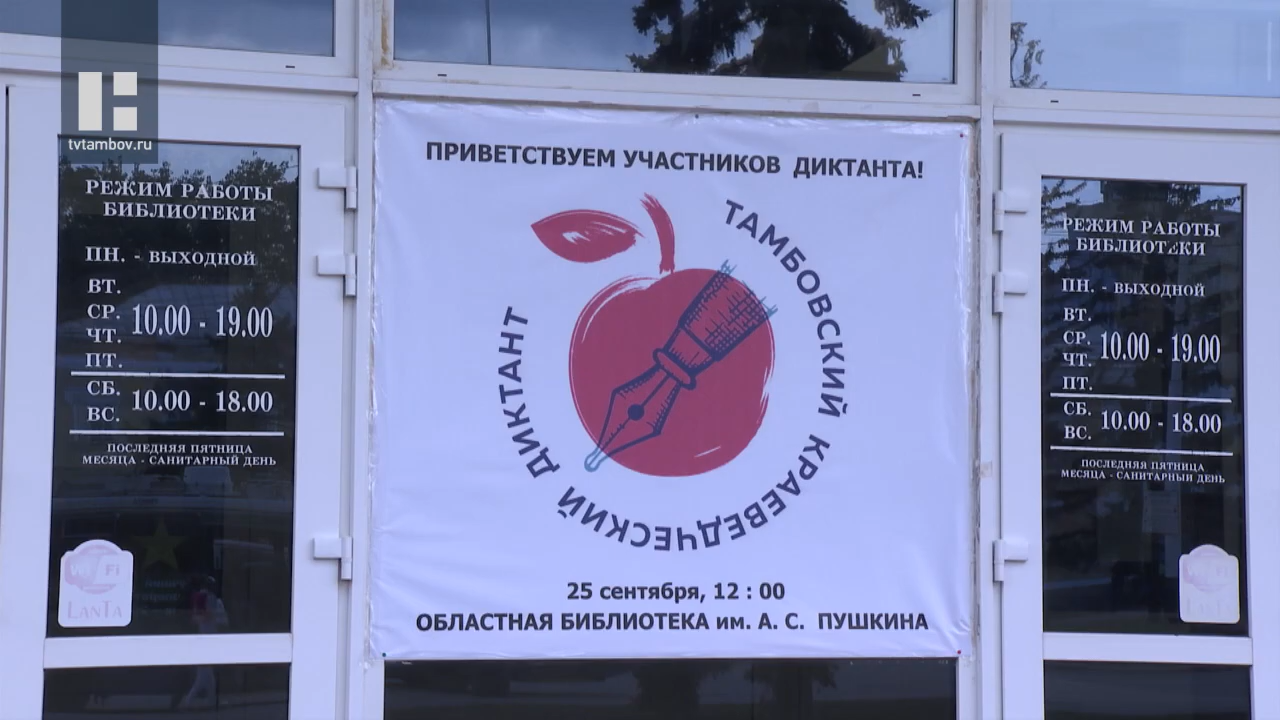 tvtambov.ru
РЕЖИМ РАБОТЫ
БИБЛИОТЕКИ
ПН. - ВЫХОДНОЙ
ВТ.
СР.
ЧТ.
ПТ.
10.00 - 19.00
СБ.
ВС.
10.00 - 18.00
ПОСЛЕДНЯЯ ПЯТНИЦА
МЕСЯЦА - САНИТАРНЫЙ ДЕНЬ
Wi Fi
LANTA
ПРИВЕТСТВУЕМ УЧАСТНИКОВ ДИКТАНТА!
ТАМБОВСКИЙ КРАЕВЕДЧЕСКИЙ ДИКТАНТ
25 сентября, 12 : 00
ОБЛАСТНАЯ БИБЛИОТЕКА им. А. С. ПУШКИНА
РЕЖИМ РАБОТЫ
БИБЛИОТЕКИ
ПН. - ВЫХОДНОЙ
ВТ.
СР.
ЧТ.
ПТ.
10.00 - 19.00
СБ.
ВС.
10.00 - 18.00
ПОСЛЕДНЯЯ ПЯТНИЦА
МЕСЯЦА - САНИТАРНЫЙ ДЕНЬ
LANTA